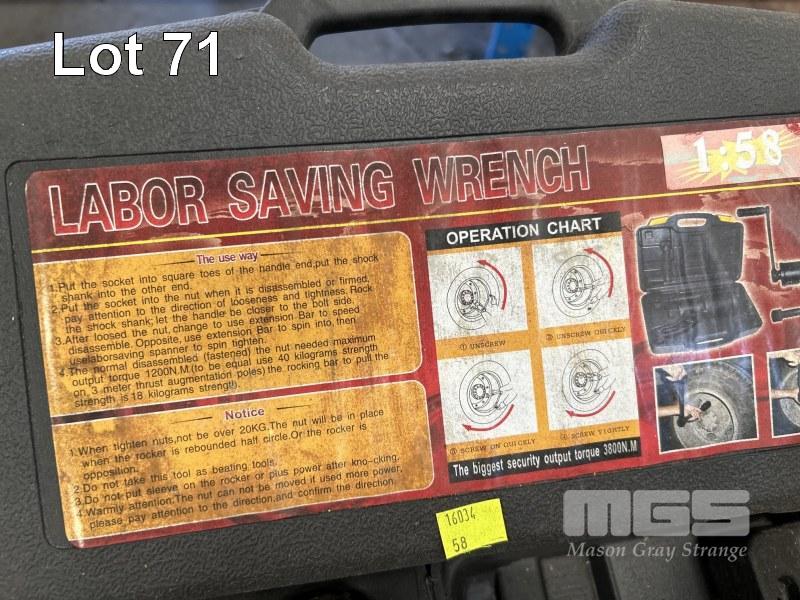 Lot 71
LABOR SAVING WRENCH
1:58
The use way
1.Put the socket into square toes of the handle end,put the shock
shank into the other end.
2.Put the socket into the nut when it is disassembled or firmed,
pay attention to the direction of looseness and tightness. Rock
the shock shank; let the handle be closer to the bolt side.
3.After loosed the nut, change to use extension Bar to speed
disassemble. Opposite, use extension Bar to spin into, then
uselaborsaving spanner to spin tighten.
4.The normal disassembled (fastened) the nut needed maximum
output torque 1200N.M.(to be equal use 40 kilograms strength
on, 3 meter thrust augmentation poles) the rocking bar to pull the
strength is 18 kilograms strength
Notice
1.When tighten nuts,not be over 20KG.The nut will be in place
when the rocker is rebounded half circle.Or the rocker is
opposition.
2.Do not take this tool as beating tools.
3.Do not put sleeve on the rocker or plus power after kno-cking.
4.Warmly attention.The nut can not be moved if used more power,
please pay attention to the direction,and confirm the direction
OPERATION CHART
① UNSCREW
② UNSCREW QUICKLY
③ SCREW ON QUICKLY
④ SCREW TIGHTLY
The biggest security output torque 3800N.M
16034
58
MGS
Mason Gray Strange